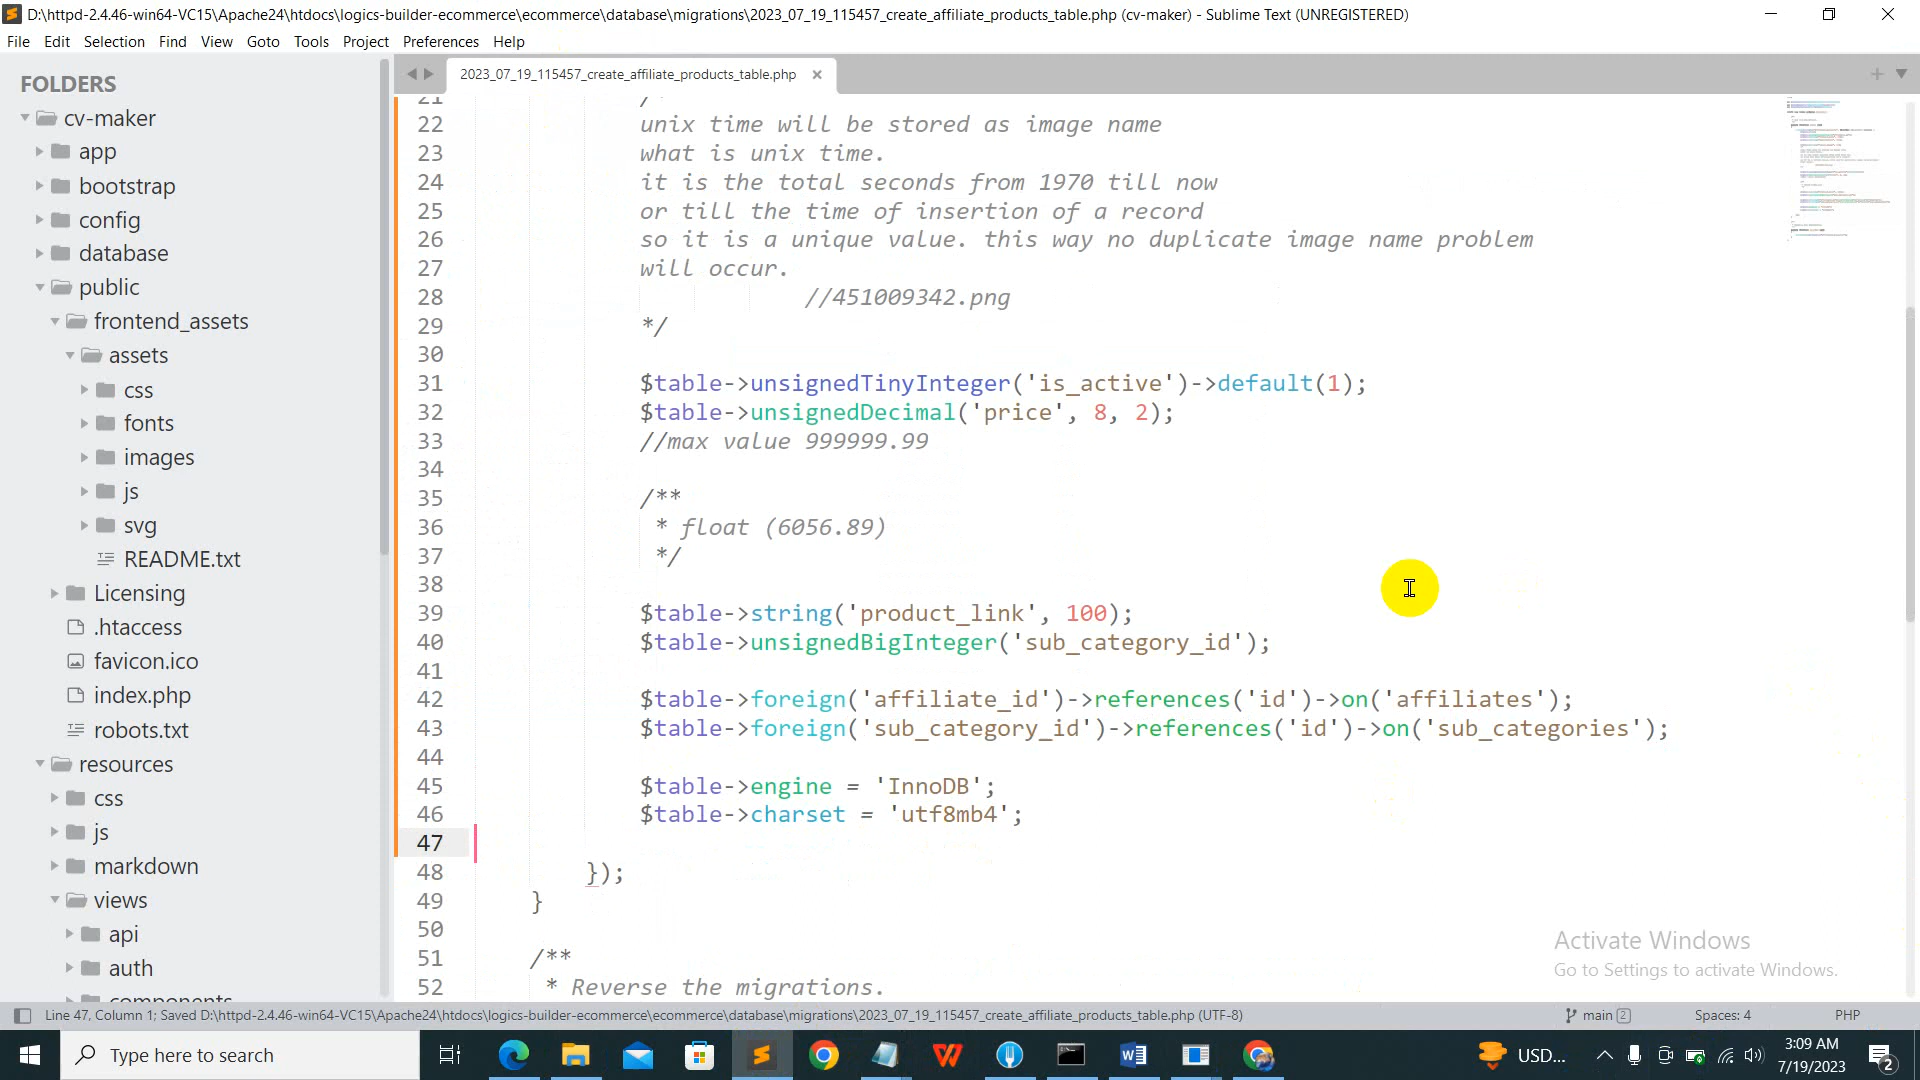 D:\httpd-2.4.46-win64-VC15\Apache24\htdocs\logics-builder-ecommerce\ecommerce\database\migrations\2023_07_19_115457_create_affiliate_products_table.php (cv-maker) - Sublime Text (UNREGISTERED)
File Edit Selection Find View Goto Tools Project Preferences Help
FOLDERS
cv-maker
app
bootstrap
config
database
public
frontend_assets
assets
css
fonts
images
js
svg
README.txt
Licensing
.htaccess
favicon.ico
index.php
robots.txt
resources
css
js
markdown
views
api
auth
components
2023_07_19_115457_create_affiliate_products_table.php
21 /*
22 unix time will be stored as image name
23 what is unix time.
24 it is the total seconds from 1970 till now
25 or till the time of insertion of a record
26 so it is a unique value. this way no duplicate image name problem
27 will occur.
28 //451009342.png
29 */
30
31 $table->unsignedTinyInteger('is_active')->default(1);
32 $table->unsignedDecimal('price', 8, 2);
33 //max value 999999.99
34
35 /**
36 * float (6056.89)
37 */
38
39 $table->string('product_link', 100);
40 $table->unsignedBigInteger('sub_category_id');
41
42 $table->foreign('affiliate_id')->references('id')->on('affiliates');
43 $table->foreign('sub_category_id')->references('id')->on('sub_categories');
44
45 $table->engine = 'InnoDB';
46 $table->charset = 'utf8mb4';
47
48 });
49 }
50
51 /**
52 * Reverse the migrations.
Activate Windows
Go to Settings to activate Windows.
Line 47, Column 1; Saved D:\httpd-2.4.46-win64-VC15\Apache24\htdocs\logics-builder-ecommerce\ecommerce\database\migrations\2023_07_19_115457_create_affiliate_products_table.php (UTF-8)
main 2
Spaces: 4
PHP
Type here to search
USD...
3:09 AM
7/19/2023
2